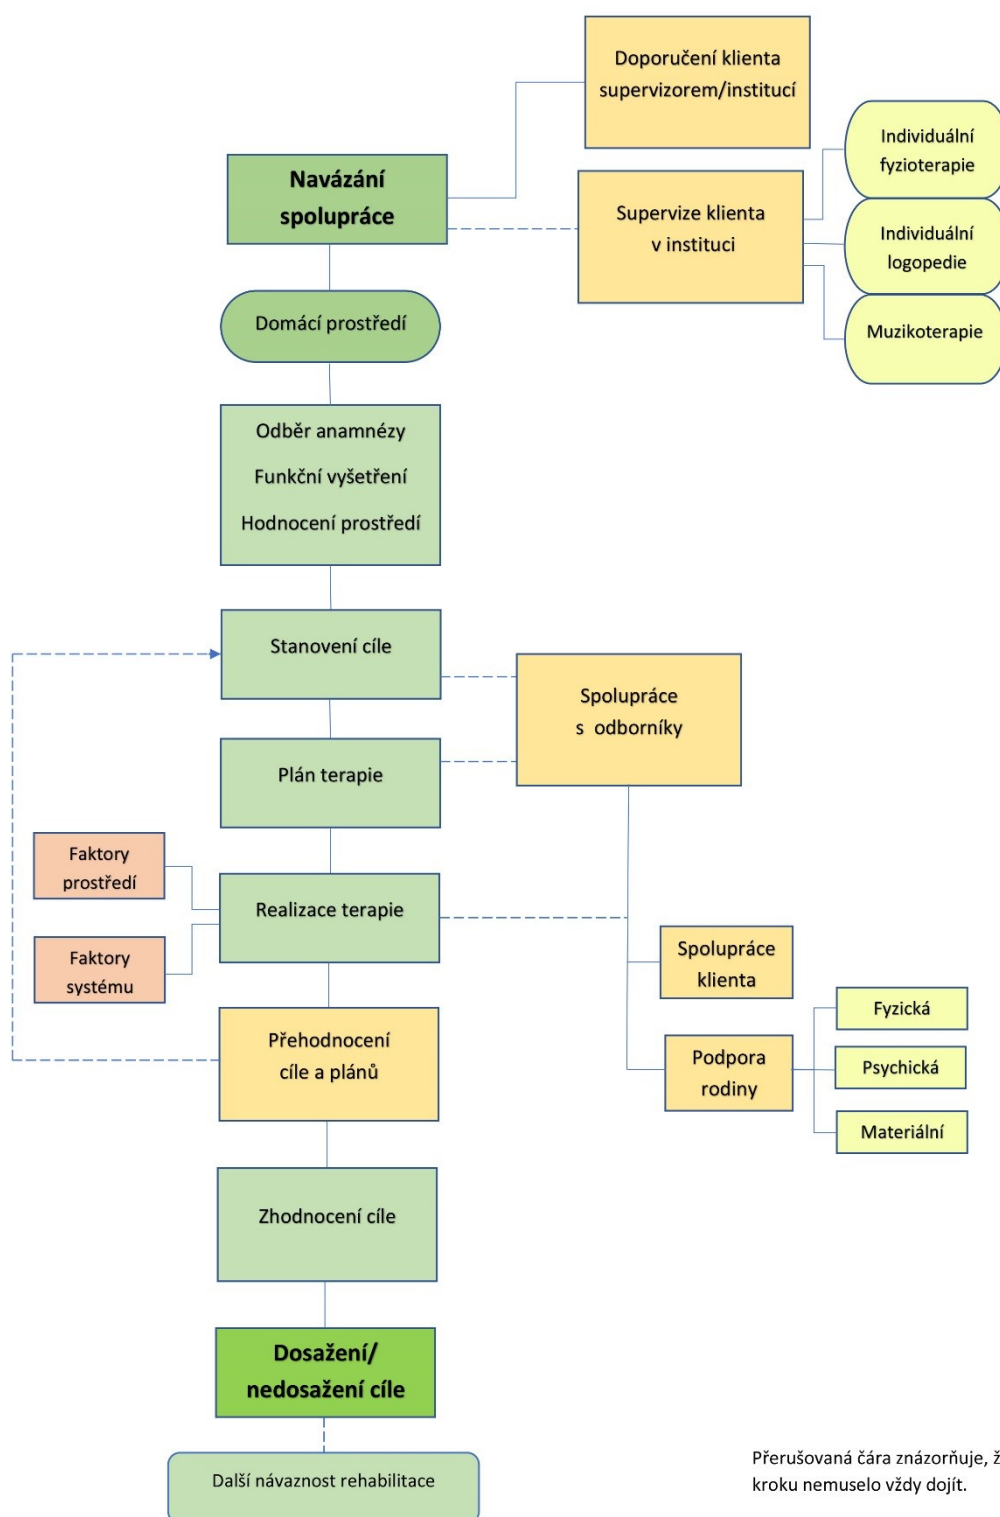 Doporučení klienta
supervizorem/institucí
Individuální
fyzioterapie
Navázání
spolupráce
Supervize klienta
v instituci
Individuální
logopedie
Muzikoterapie
Domácí prostředí
Odběr anamnézy
Funkční vyšetření
Hodnocení prostředí
Stanovení cíle
Spolupráce
s odborníky
Plán terapie
Faktory
prostředí
Realizace terapie
Faktory
systému
Spolupráce
klienta
Přehodnocení
cíle a plánů
Podpora
rodiny
Fyzická
Psychická
Materiální
Zhodnocení cíle
Dosažení/
nedosažení cíle
Další návaznost rehabilitace
Přerušovaná čára znázorňuje, ž
kroku nemuselo vždy dojít.